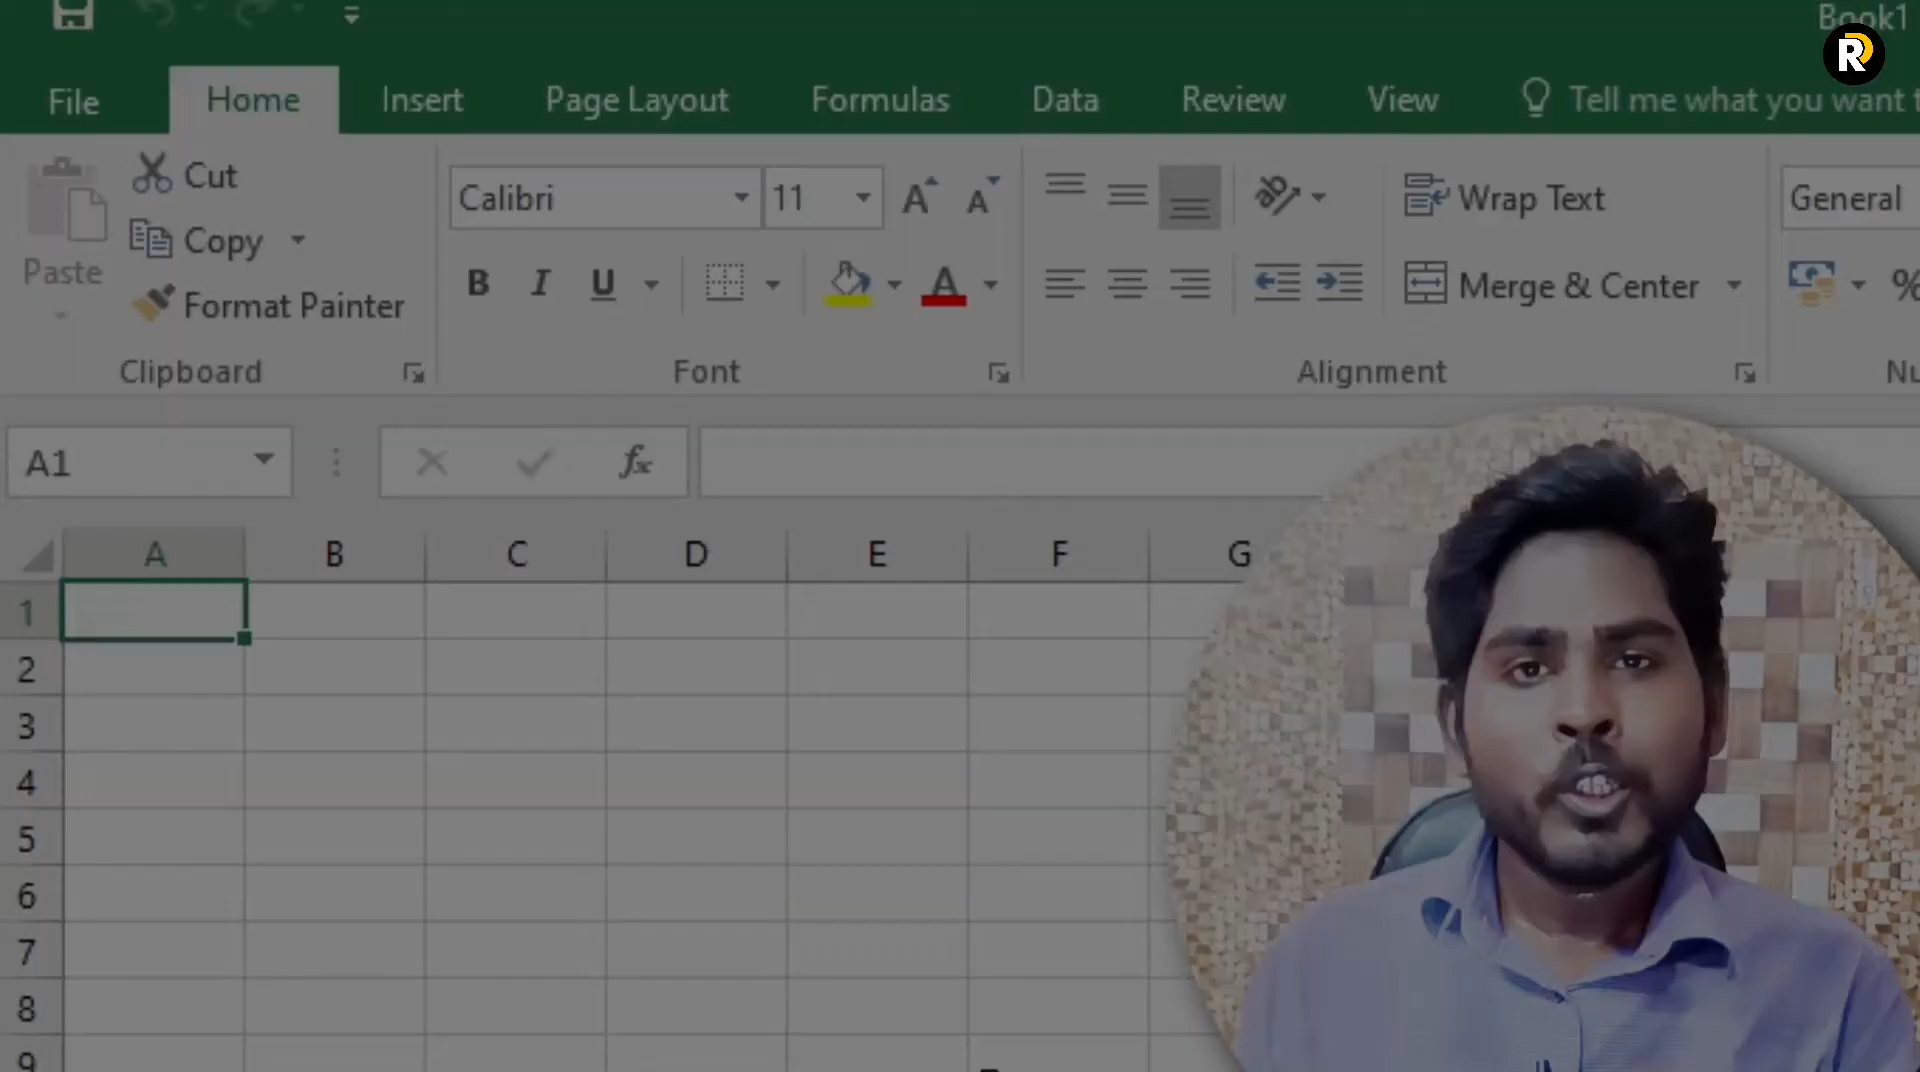 Book1
R
File Home Insert Page Layout Formulas Data Review View Tell me what you want
Cut
Copy
Paste
Format Painter
Clipboard
Calibri 11 A A
B I U A
Font
ab
Wrap Text
Merge & Center
Alignment
General
%
A1 fx
A B C D E F G
1
2
3
4
5
6
7
8
9